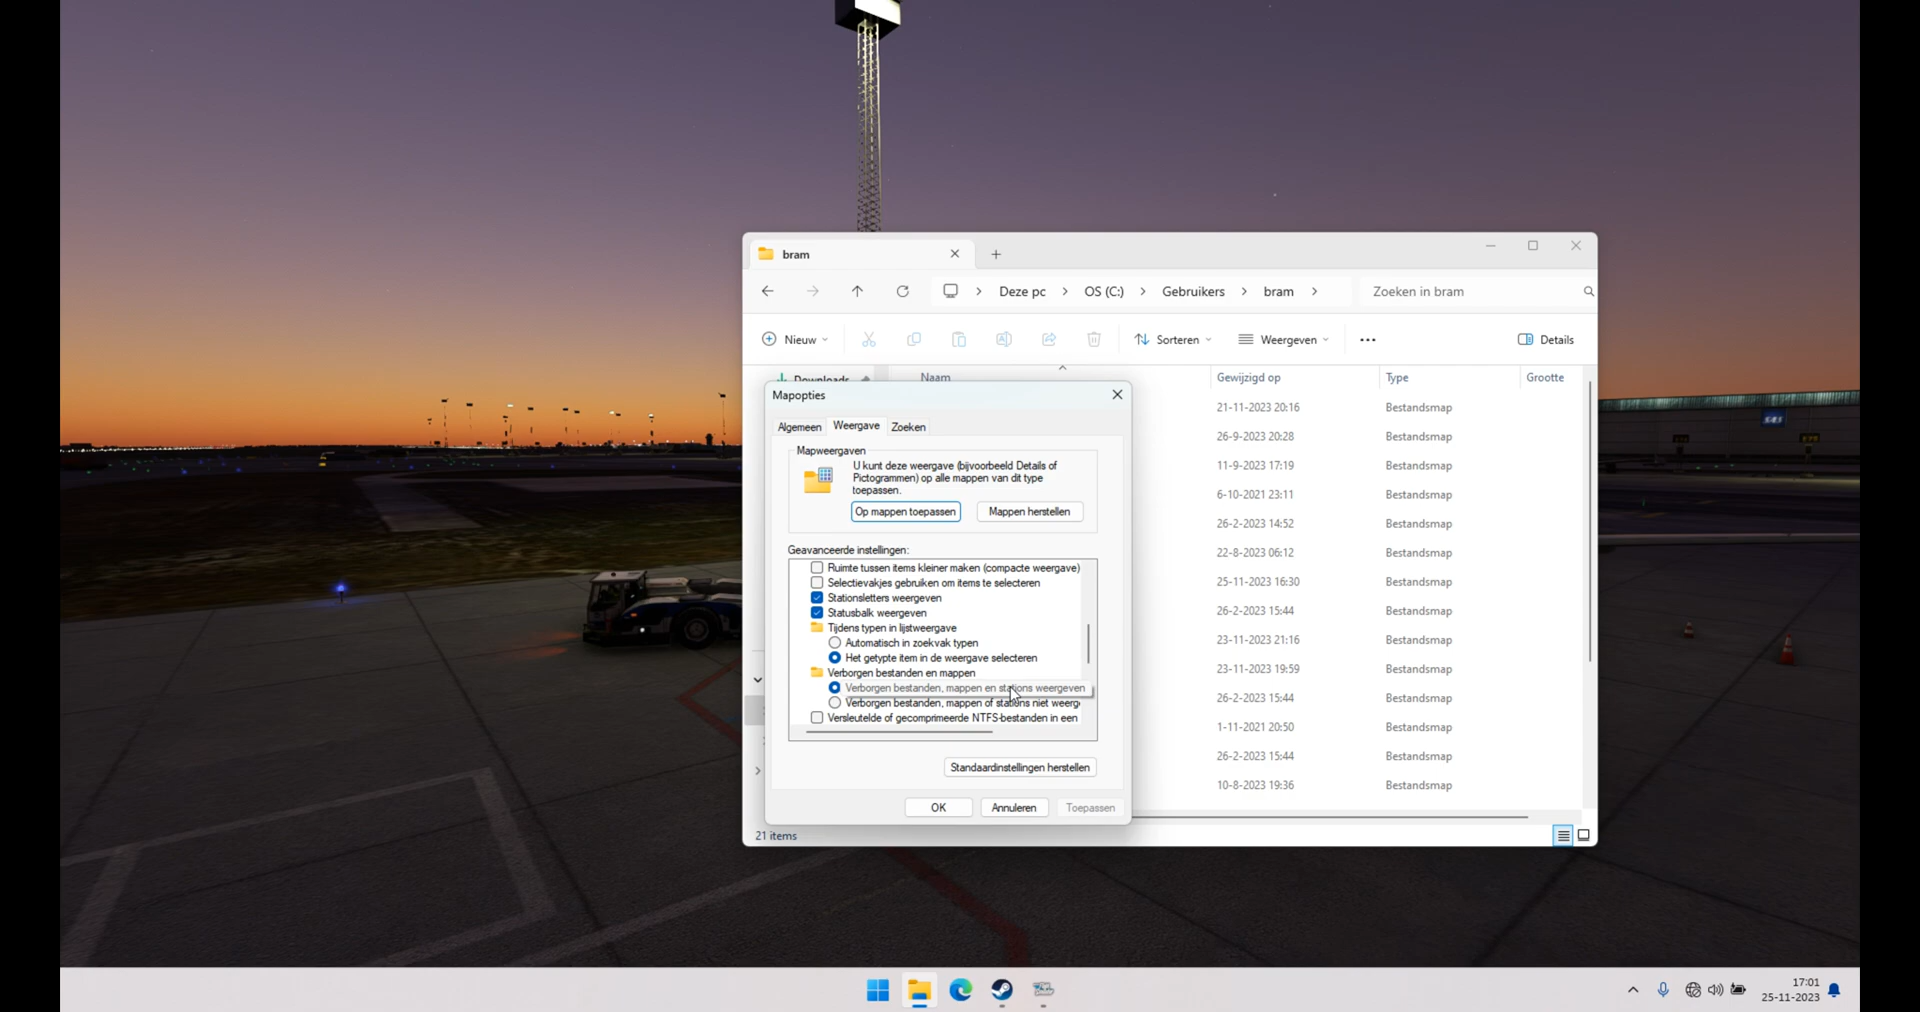 bram
Deze pc
OS (C:)
Gebruikers
bram
Zoeken in bram
Nieuw
Sorteren
Weergeven
Details
Downloads
Naam
Gewijzigd op
Type
Grootte
Mapopties
Algemeen
Weergave
Zoeken
Mapweergaven
U kunt deze weergave (bijvoorbeeld Details of
Pictogrammen) op alle mappen van dit type
toepassen.
Op mappen toepassen
Mappen herstellen
Geavanceerde instellingen:
Ruimte tussen items kleiner maken (compacte weergave)
Selectievakjes gebruiken om items te selecteren
Stationsletters weergeven
Statusbalk weergeven
Tijdens typen in lijstweergave
Automatisch in zoekvak typen
Het getypte item in de weergave selecteren
Verborgen bestanden en mappen
Verborgen bestanden, mappen en stations weergeven
Verborgen bestanden, mappen of stations niet weerg
Versleutelde of gecomprimeerde NTFS-bestanden in een
Standaardinstellingen herstellen
OK
Annuleren
Toepassen
21-11-2023 20:16 Bestandsmap
26-9-2023 20:28 Bestandsmap
11-9-2023 17:19 Bestandsmap
6-10-2021 23:11 Bestandsmap
26-2-2023 14:52 Bestandsmap
22-8-2023 06:12 Bestandsmap
25-11-2023 16:30 Bestandsmap
26-2-2023 15:44 Bestandsmap
23-11-2023 21:16 Bestandsmap
23-11-2023 19:59 Bestandsmap
26-2-2023 15:44 Bestandsmap
1-11-2021 20:50 Bestandsmap
26-2-2023 15:44 Bestandsmap
10-8-2023 19:36 Bestandsmap
21 items
SAS
17:01
25-11-2023